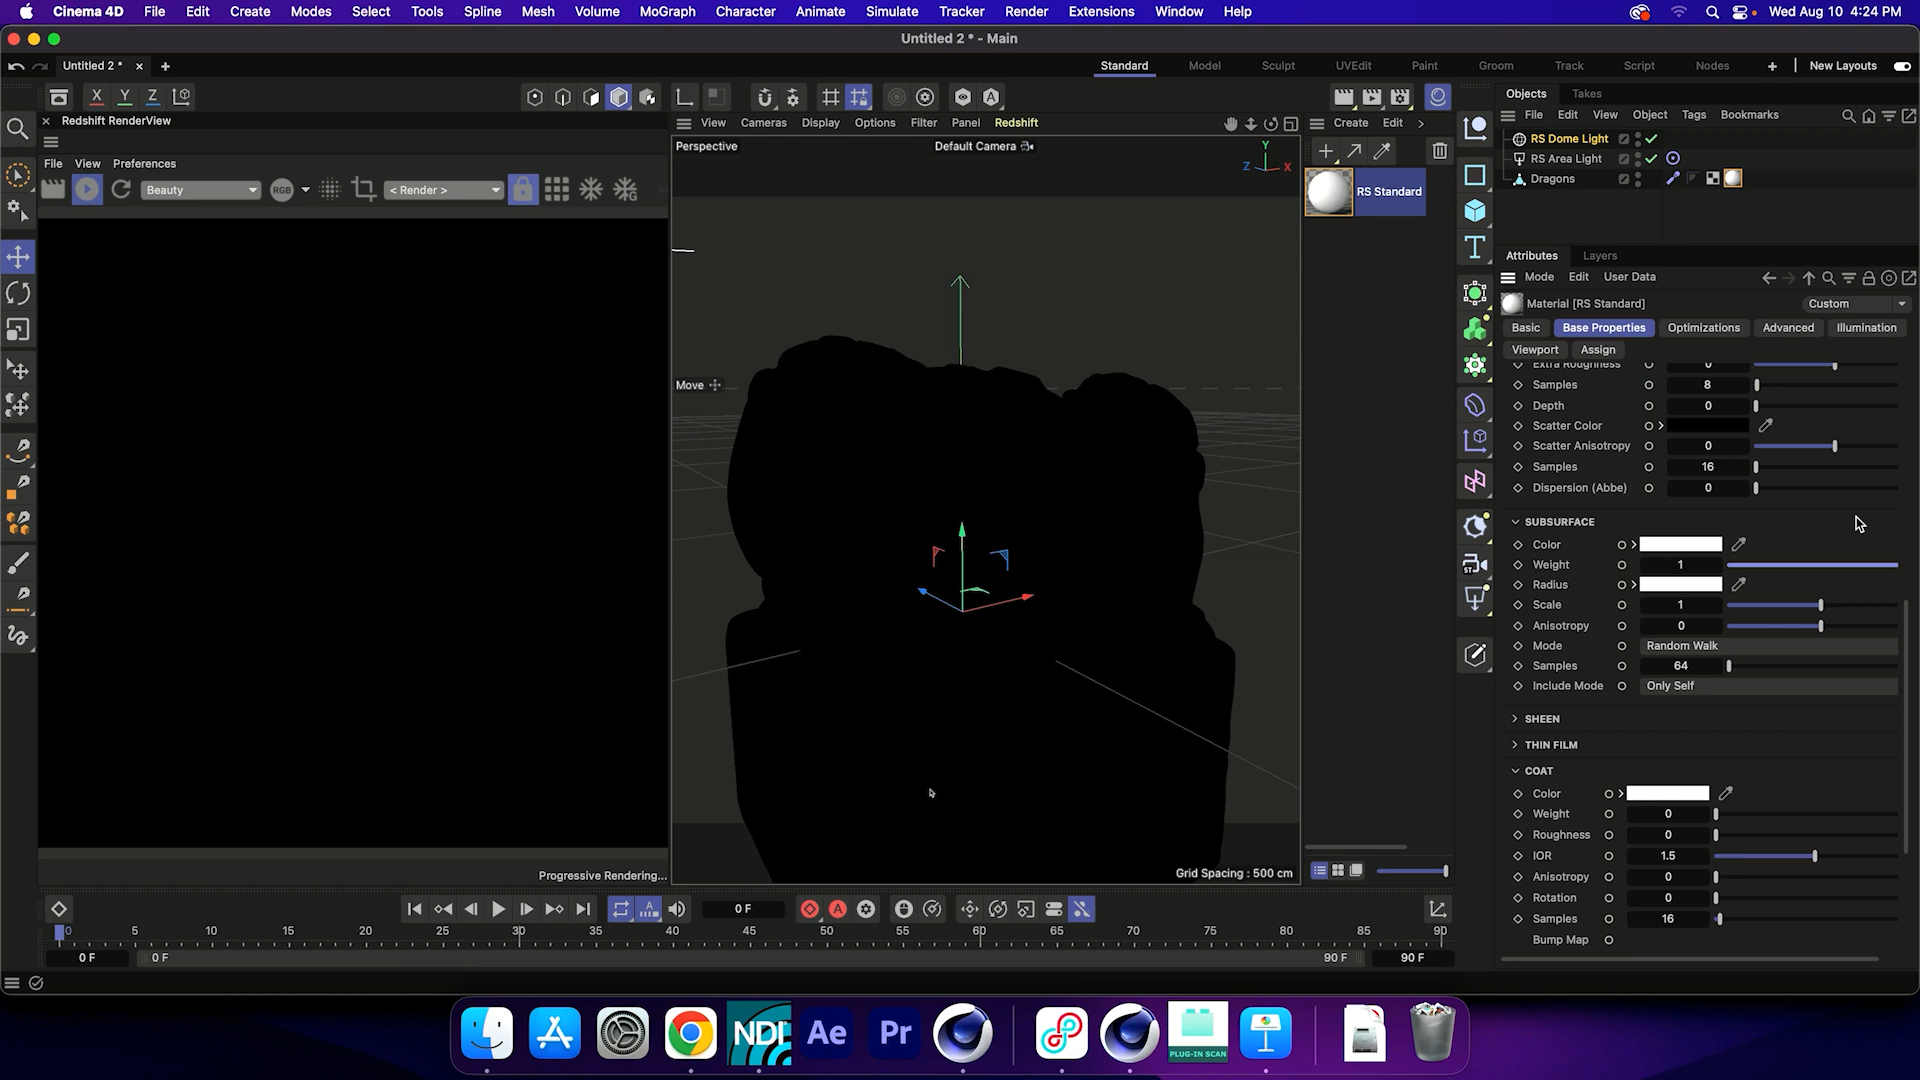 Cinema 4D File Edit Create Modes Select Tools Spline Mesh Volume MoGraph Character Animate Simulate Tracker Render Extensions Window Help Wed Aug 10 4:24 PM
Untitled 2 * - Main
Untitled 2 * Standard Model Sculpt UVEdit Paint Groom Track Script Nodes New Layouts
X Y Z
Redshift RenderView
File View Preferences
Beauty RGB < Render >
View Cameras Display Options Filter Panel Redshift
Perspective Default Camera
Y
Z X
Move
Grid Spacing : 500 cm
Progressive Rendering...
Create Edit
RS Standard
Objects Takes
File Edit View Object Tags Bookmarks
RS Dome Light
RS Area Light
Dragons
Attributes Layers
Mode Edit User Data
Material [RS Standard] Custom
Basic Base Properties Optimizations Advanced Illumination
Viewport Assign
Extra Roughness 0
Samples 8
Depth 0
Scatter Color
Scatter Anisotropy 0
Samples 16
Dispersion (Abbe) 0
SUBSURFACE
Color
Weight 1
Radius
Scale 1
Anisotropy 0
Mode Random Walk
Samples 64
Include Mode Only Self
SHEEN
THIN FILM
COAT
Color
Weight 0
Roughness 0
IOR 1.5
Anisotropy 0
Rotation 0
Samples 16
Bump Map
0 F
0 5 10 15 20 25 30 35 40 45 50 55 60 65 70 75 80 85 90
0 F 0 F 90 F 90 F
NDI Ae Pr PLUG-IN SCAN